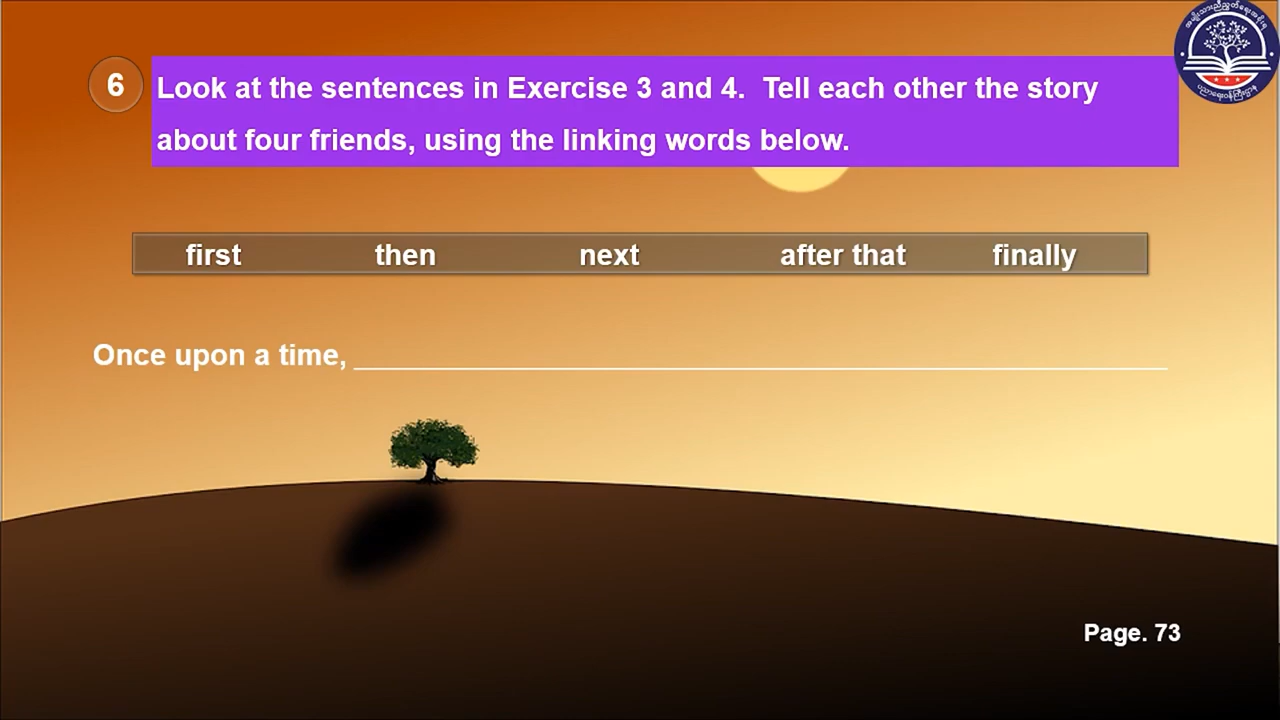 6
Look at the sentences in Exercise 3 and 4.  Tell each other the story
about four friends, using the linking words below.
first then next after that finally
Once upon a time, ____________________
Page. 73